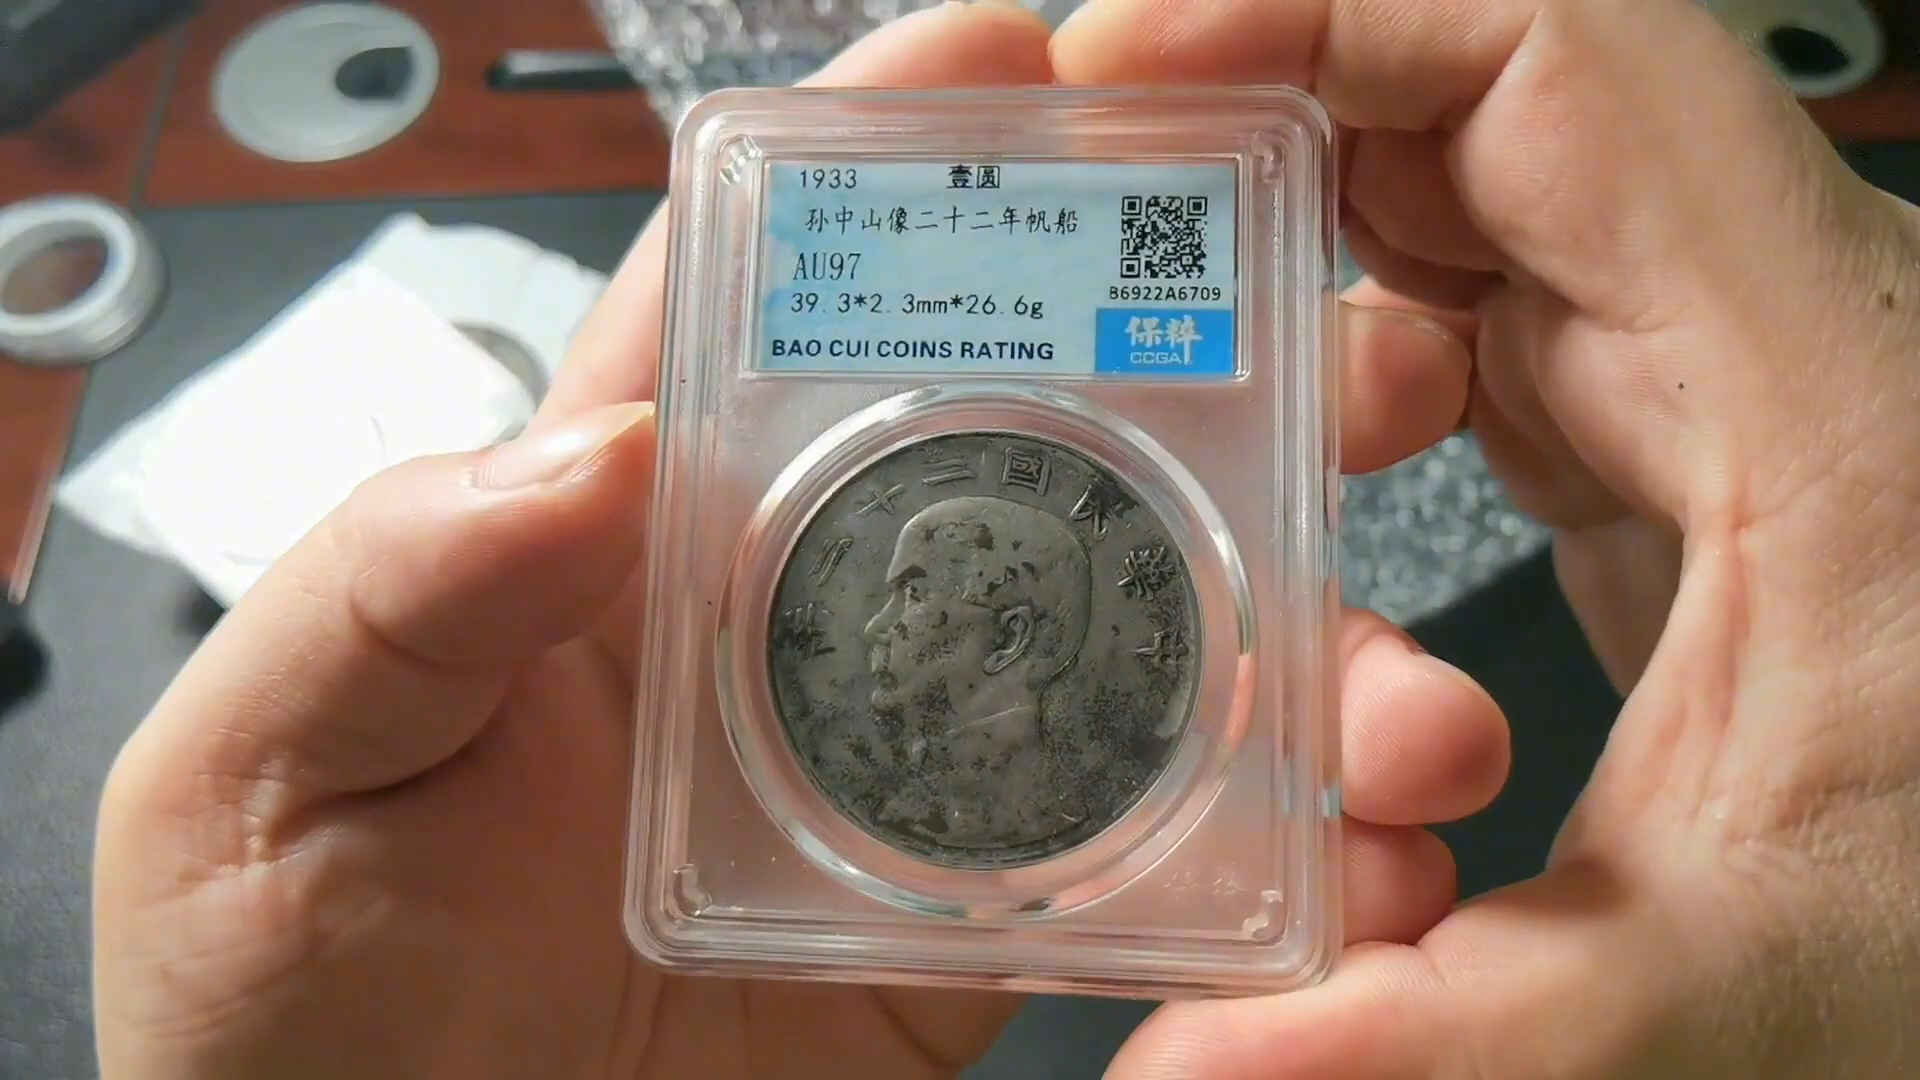 1933 壹圆
孙中山像二十二年帆船
AU97
39.3*2.3mm*26.6g
B6922A6709
BAO CUI COINS RATING
保粹
CCGA
中華民國二十二年